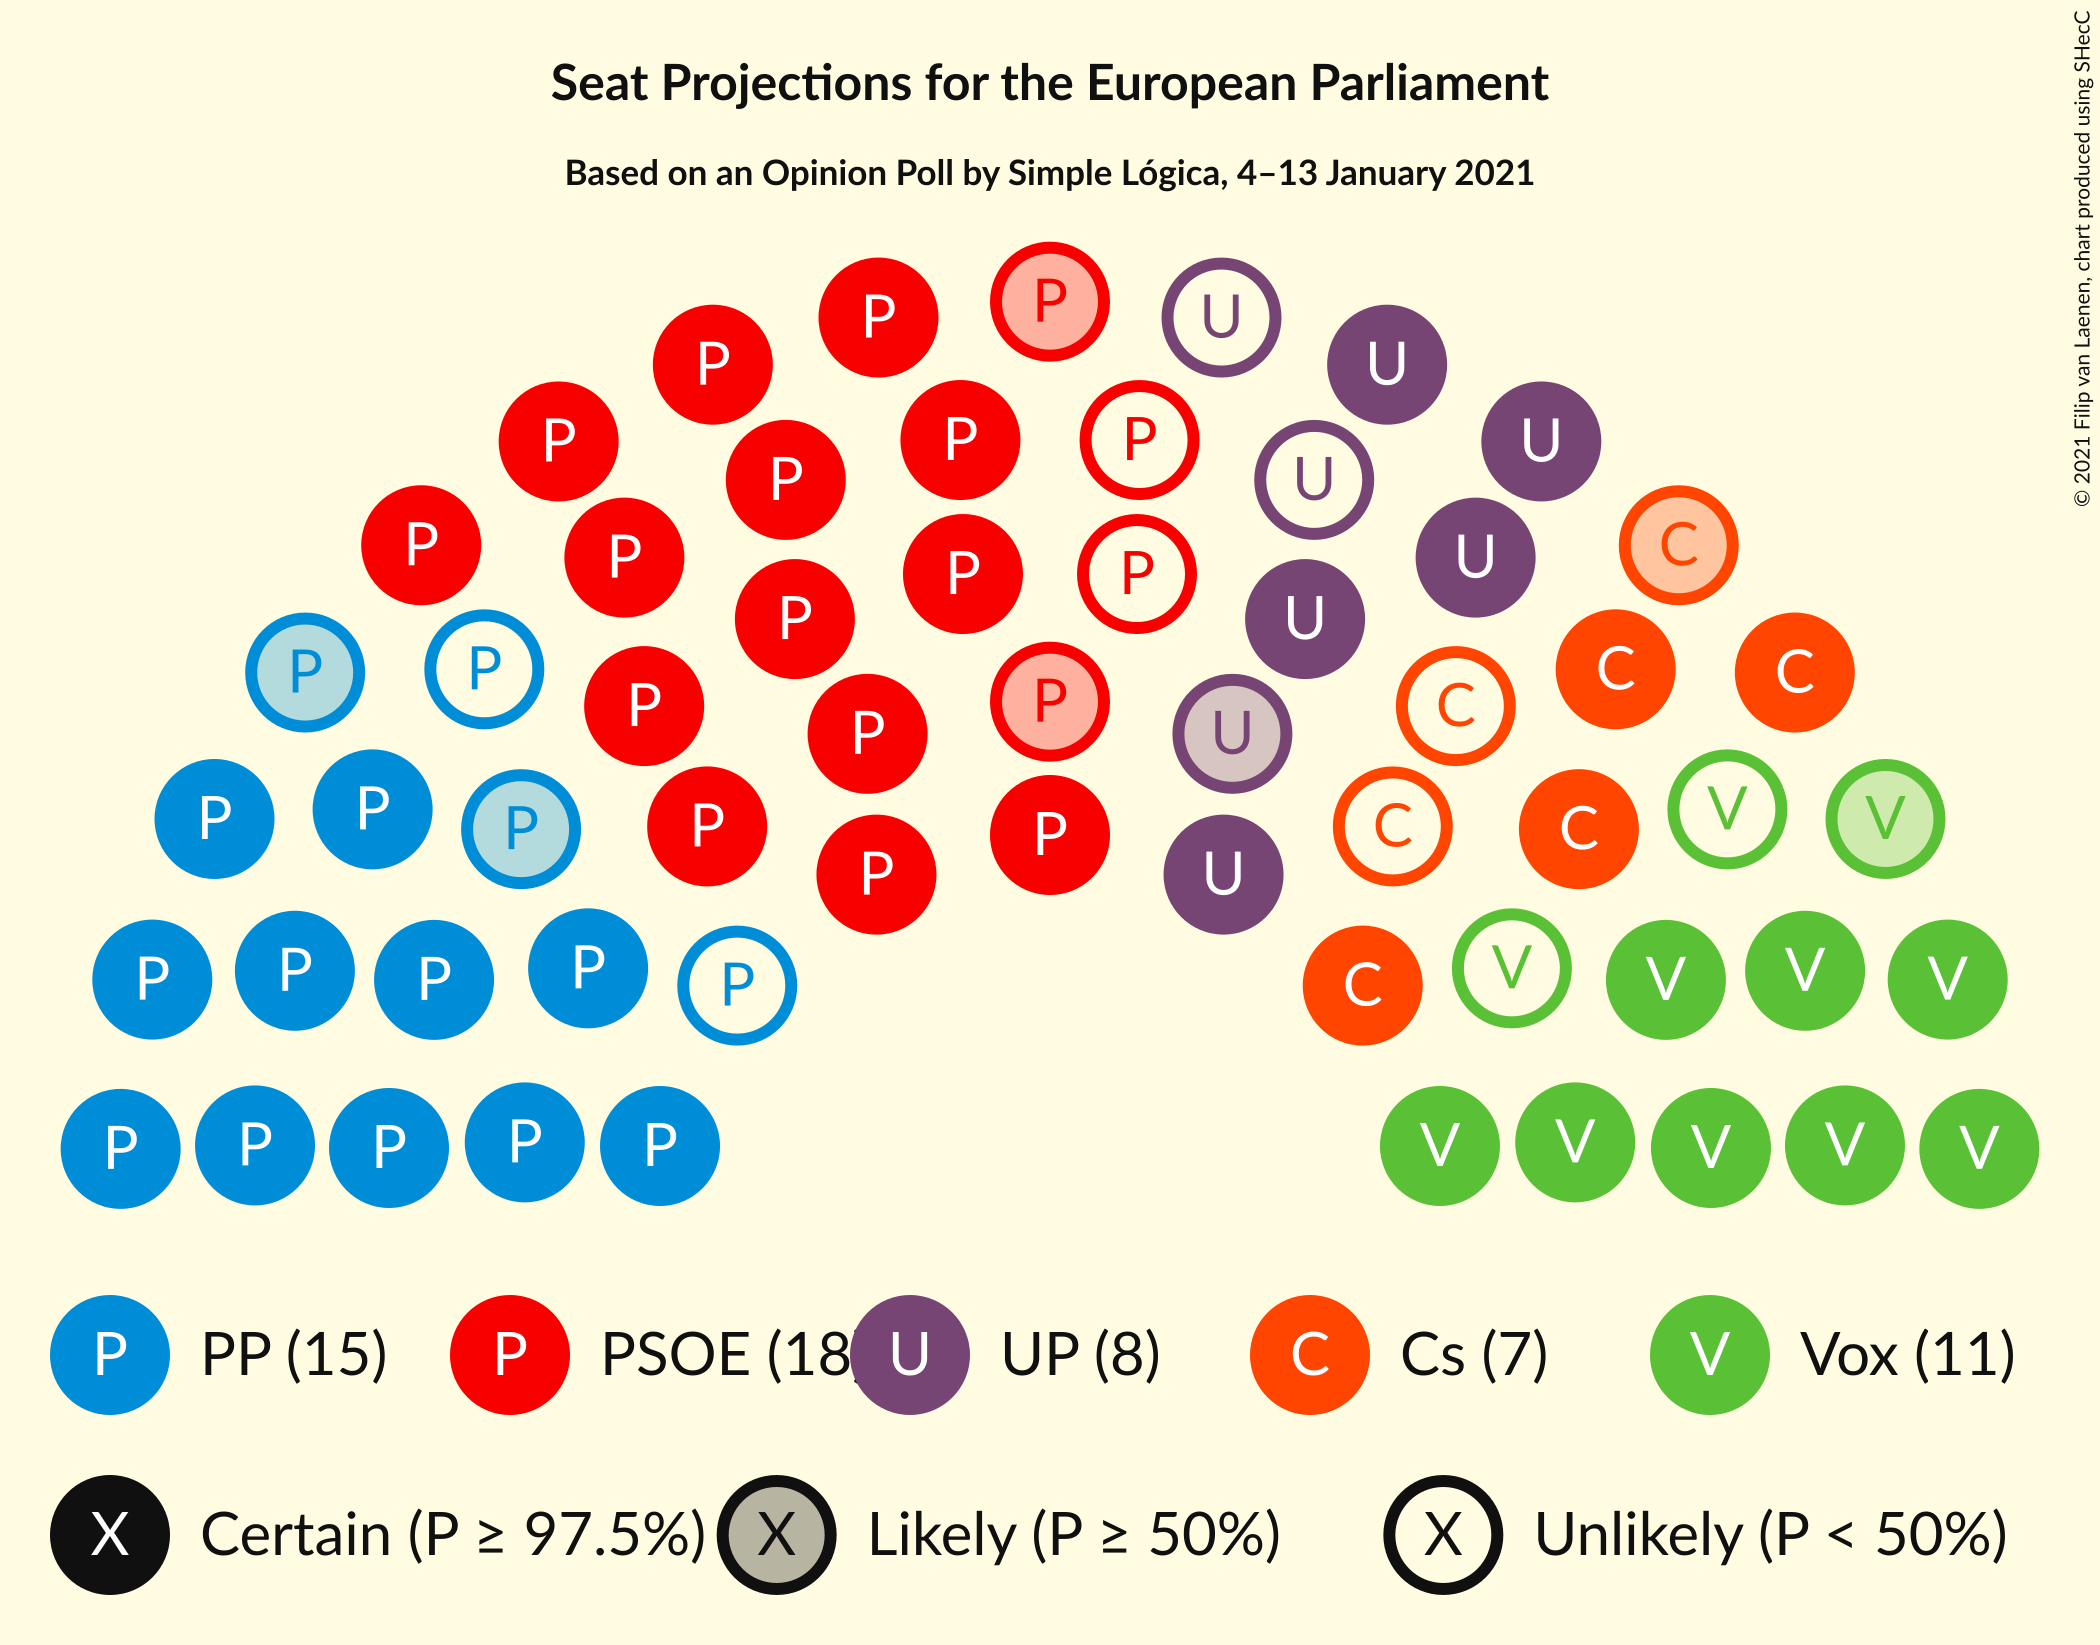 Seat Projections for the European Parliament
Based on an Opinion Poll by Simple Lógica, 4–13 January 2021
© 2021 Filip van Laenen, chart produced using SHecC
P P U
P U
P P U
P P U
P U
P P C
P P U
P P U
P P C C
P P C
P P U
P P C C
P V
P V
P P C
P P U
P P V V
P P C V V
P C
P P V V
P P V V
P V V
P PP (15) P PSOE (18) U UP (8) C Cs (7) V Vox (11)
X Certain (P ≥ 97.5%) X Likely (P ≥ 50%) X Unlikely (P < 50%)